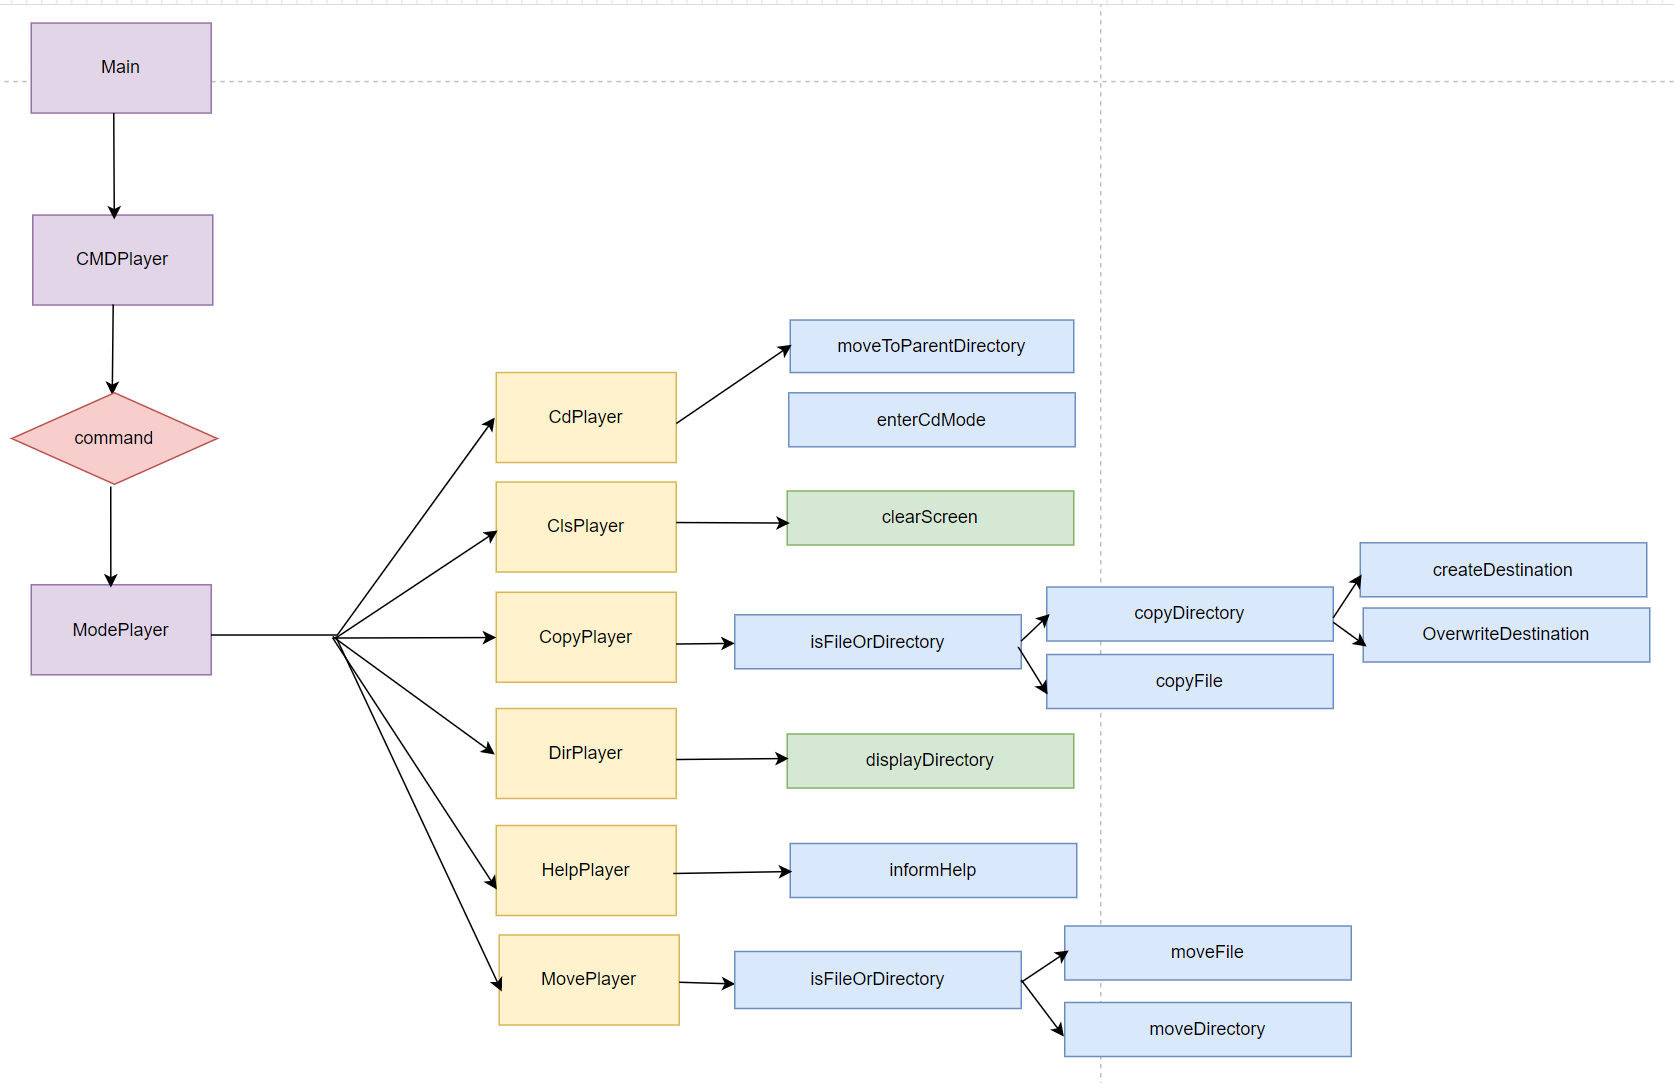 Main
CMDPlayer
command
ModePlayer
CdPlayer
moveToParentDirectory
enterCdMode
ClsPlayer
clearScreen
CopyPlayer
isFileOrDirectory
copyDirectory
createDestination
OverwriteDestination
copyFile
DirPlayer
displayDirectory
HelpPlayer
informHelp
MovePlayer
isFileOrDirectory
moveFile
moveDirectory